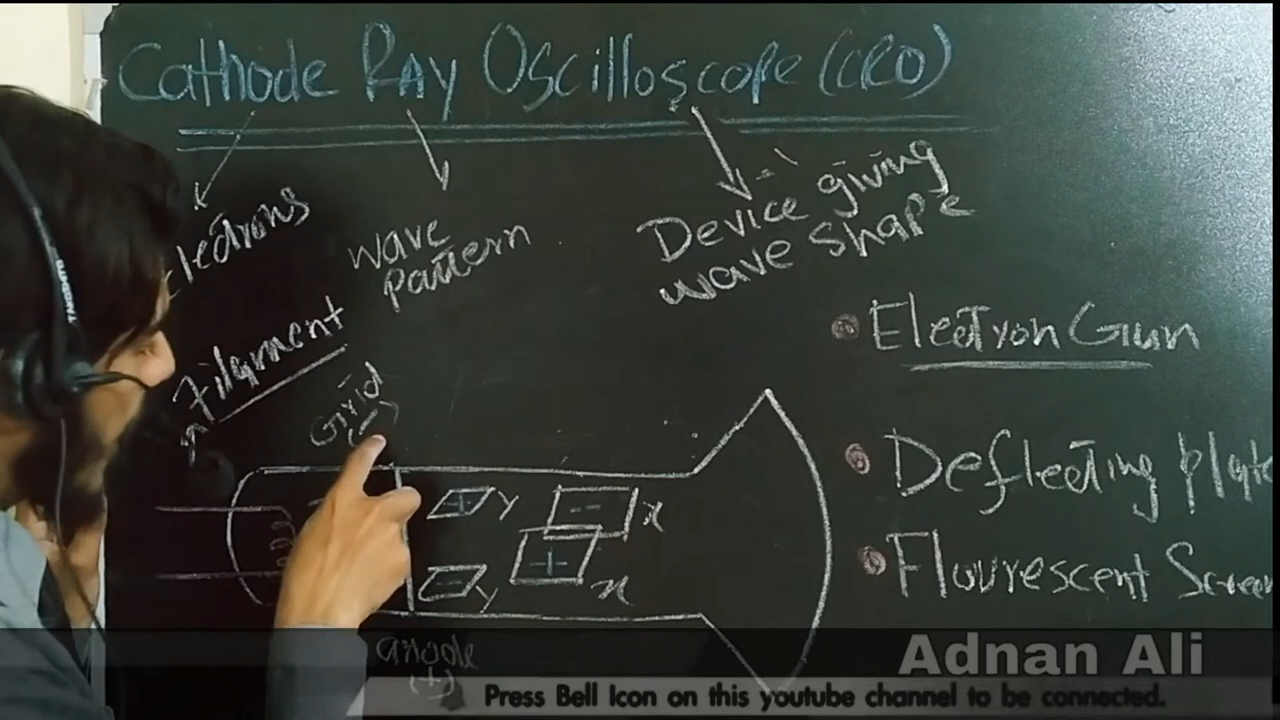 Cathode RAy Oscilloscope (CRO)
lectrons
Wave
Pattern
Device giving
wave shape
Filament
Grid
(-)
Electron Gun
Deflecting Plate
Flourescent Screen
+ Y
-- x
- y
+ x
anode
(+)
Adnan Ali
Press Bell Icon on this youtube channel to be connected.